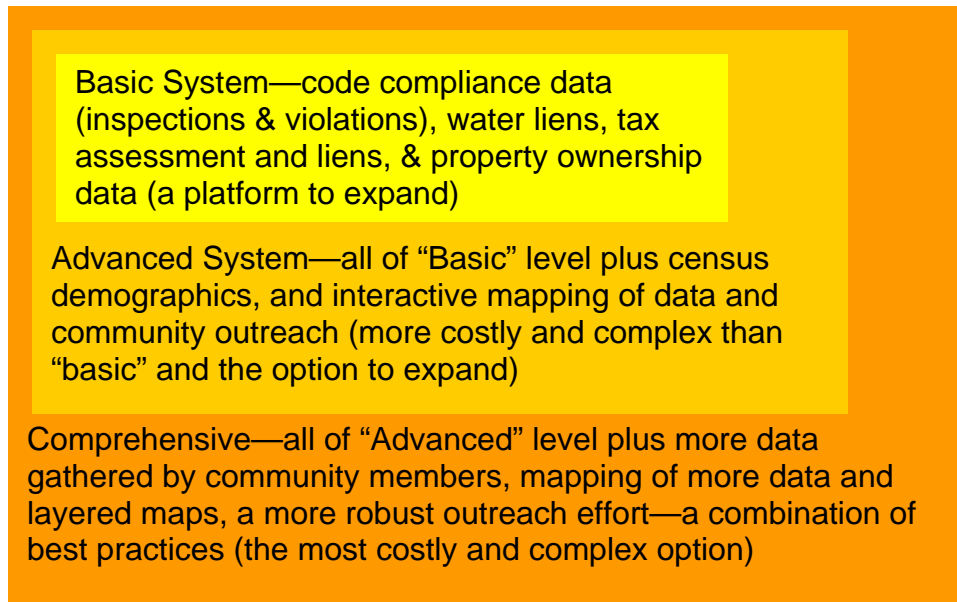 Basic System—code compliance data
(inspections & violations), water liens, tax
assessment and liens, & property ownership
data (a platform to expand)
Advanced System—all of “Basic” level plus census
demographics, and interactive mapping of data and
community outreach (more costly and complex than
“basic” and the option to expand)
Comprehensive—all of “Advanced” level plus more data
gathered by community members, mapping of more data and
layered maps, a more robust outreach effort—a combination of
best practices (the most costly and complex option)